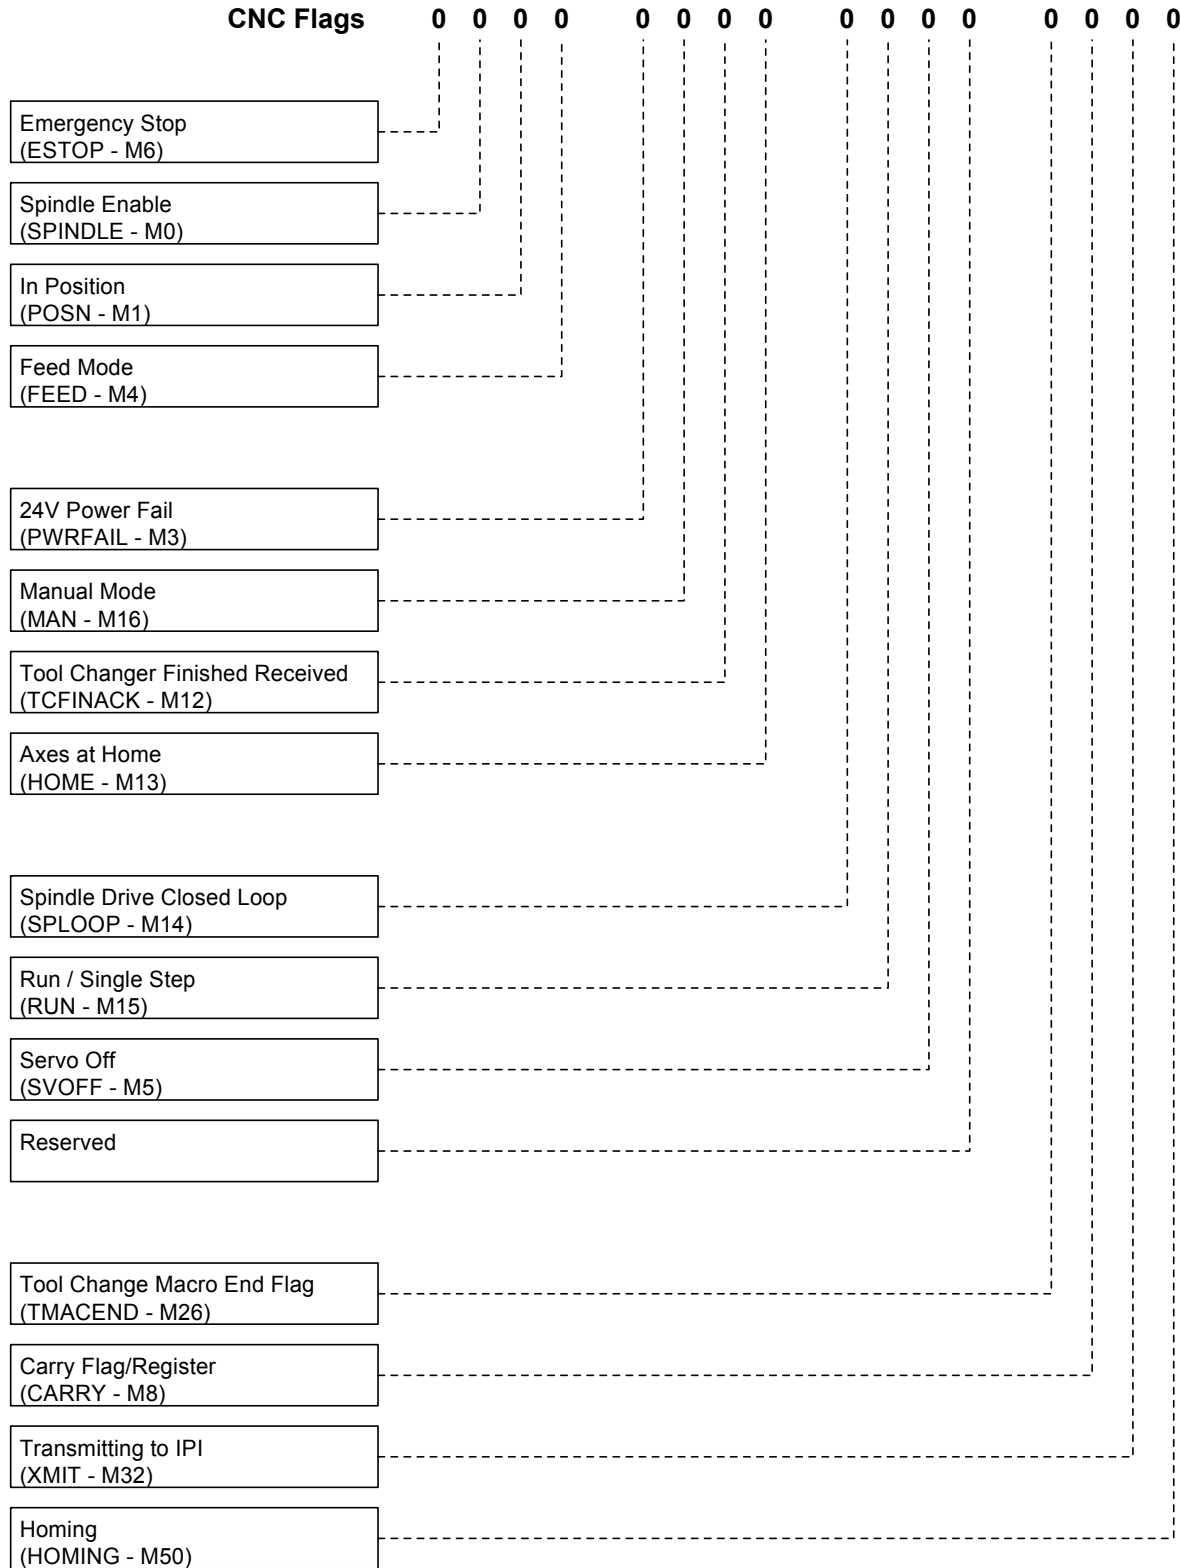 CNC Flags 0 0 0 0 0 0 0 0 0 0 0 0 0 0 0 0
Emergency Stop
(ESTOP - M6)
Spindle Enable
(SPINDLE - M0)
In Position
(POSN - M1)
Feed Mode
(FEED - M4)
24V Power Fail
(PWRFAIL - M3)
Manual Mode
(MAN - M16)
Tool Changer Finished Received
(TCFINACK - M12)
Axes at Home
(HOME - M13)
Spindle Drive Closed Loop
(SPLOOP - M14)
Run / Single Step
(RUN - M15)
Servo Off
(SVOFF - M5)
Reserved
Tool Change Macro End Flag
(TMACEND - M26)
Carry Flag/Register
(CARRY - M8)
Transmitting to IPI
(XMIT - M32)
Homing
(HOMING - M50)